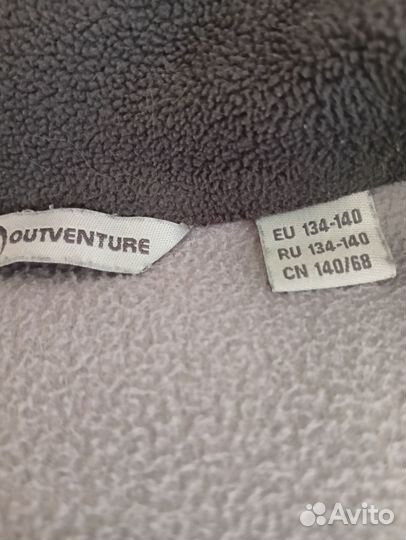 OUTVENTURE
EU 134-140
RU 134-140
CN 140/68
Avito